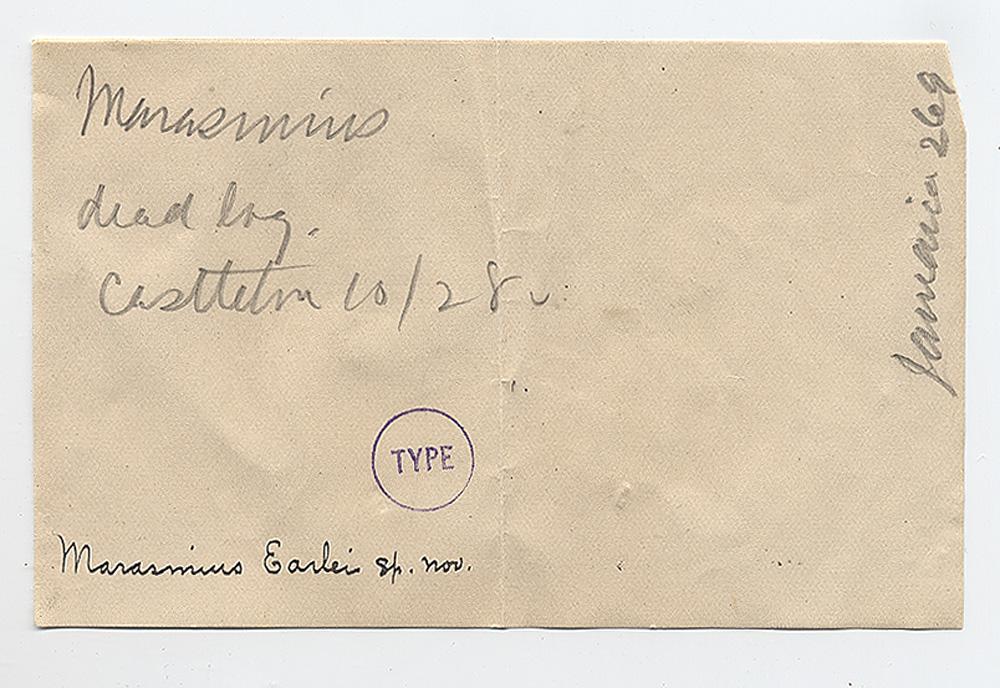 Marasmius
dead log.
Castleton 10/28
TYPE
Marasmius Earlei sp. nov.
Jamaica 269